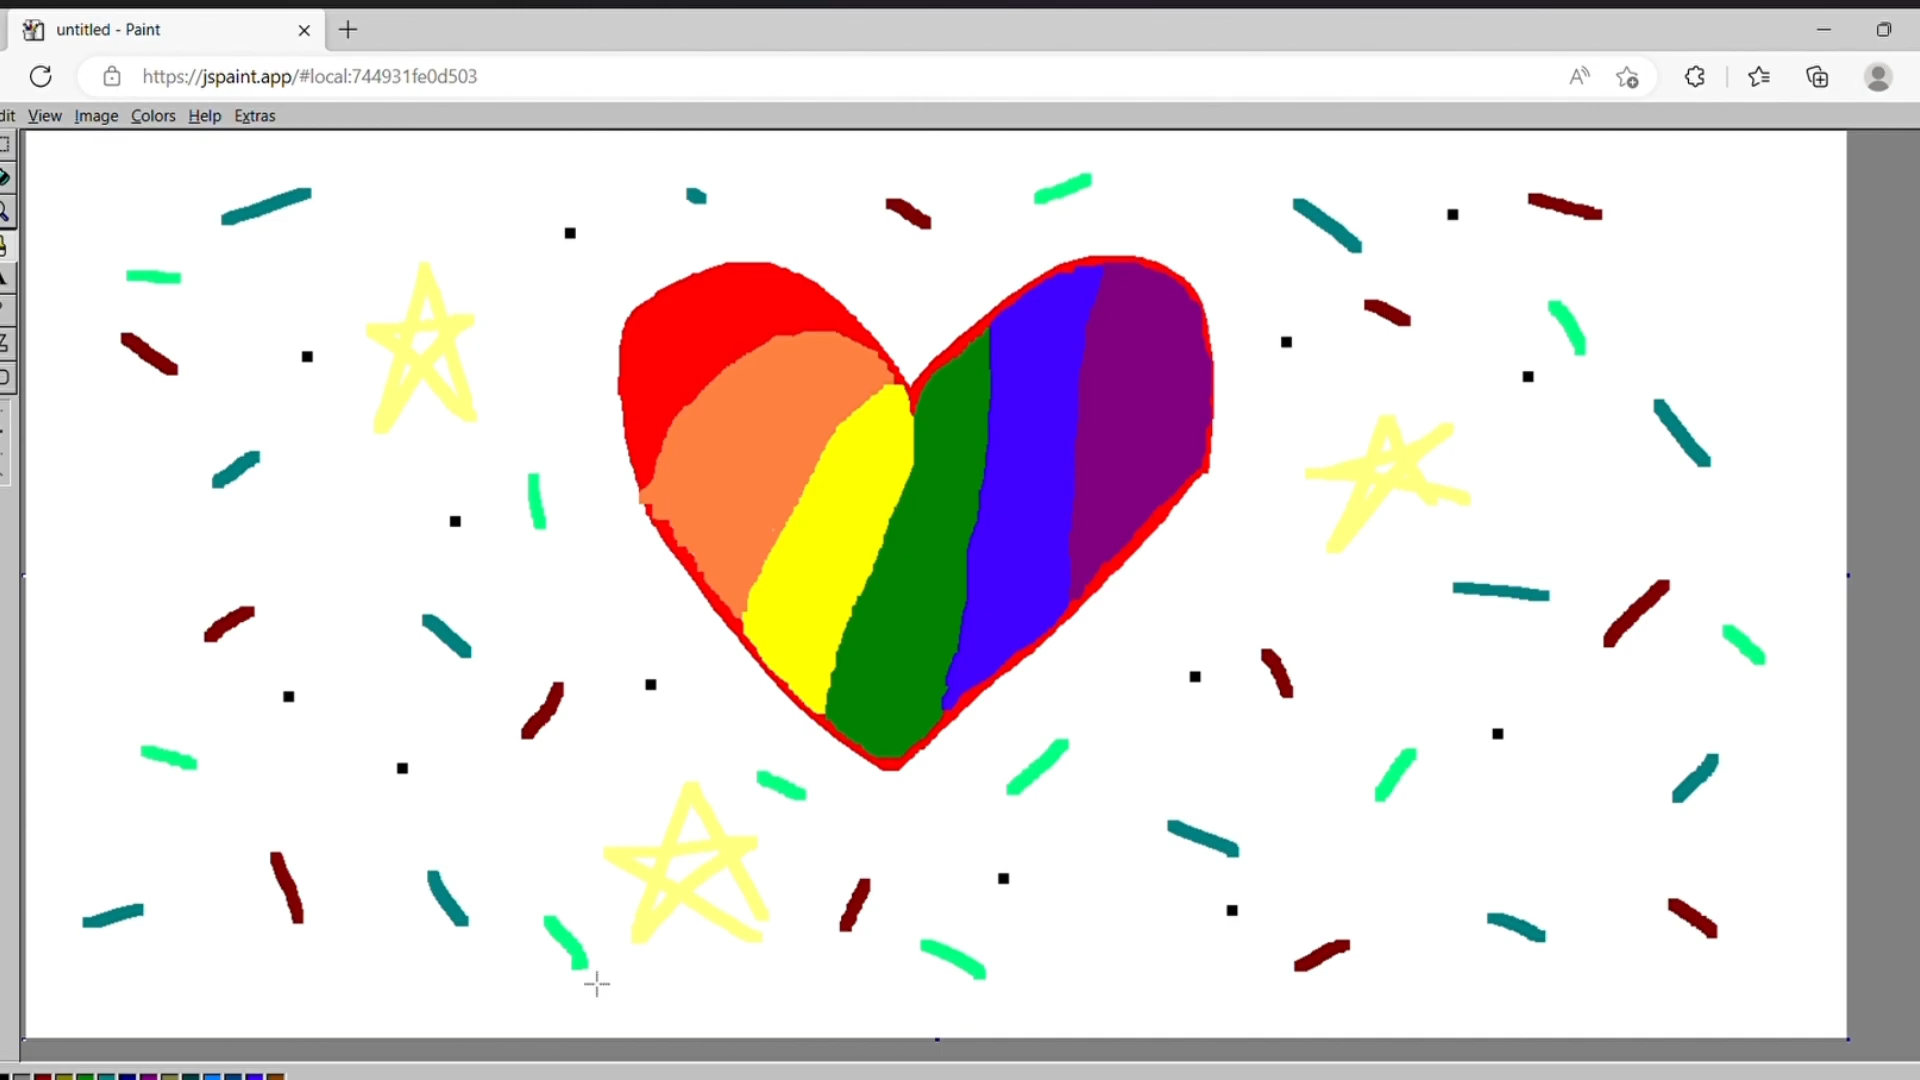 untitled - Paint
https://jspaint.app/#local:744931fe0d503
dit View Image Colors Help Extras